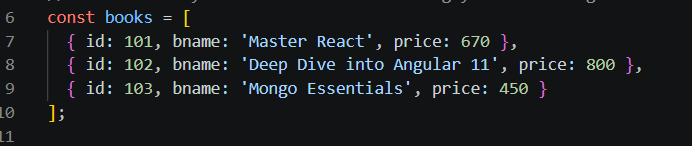 6 const books = [
7 { id: 101, bname: 'Master React', price: 670 },
8 { id: 102, bname: 'Deep Dive into Angular 11', price: 800 },
9 { id: 103, bname: 'Mongo Essentials', price: 450 }
10 ];
11